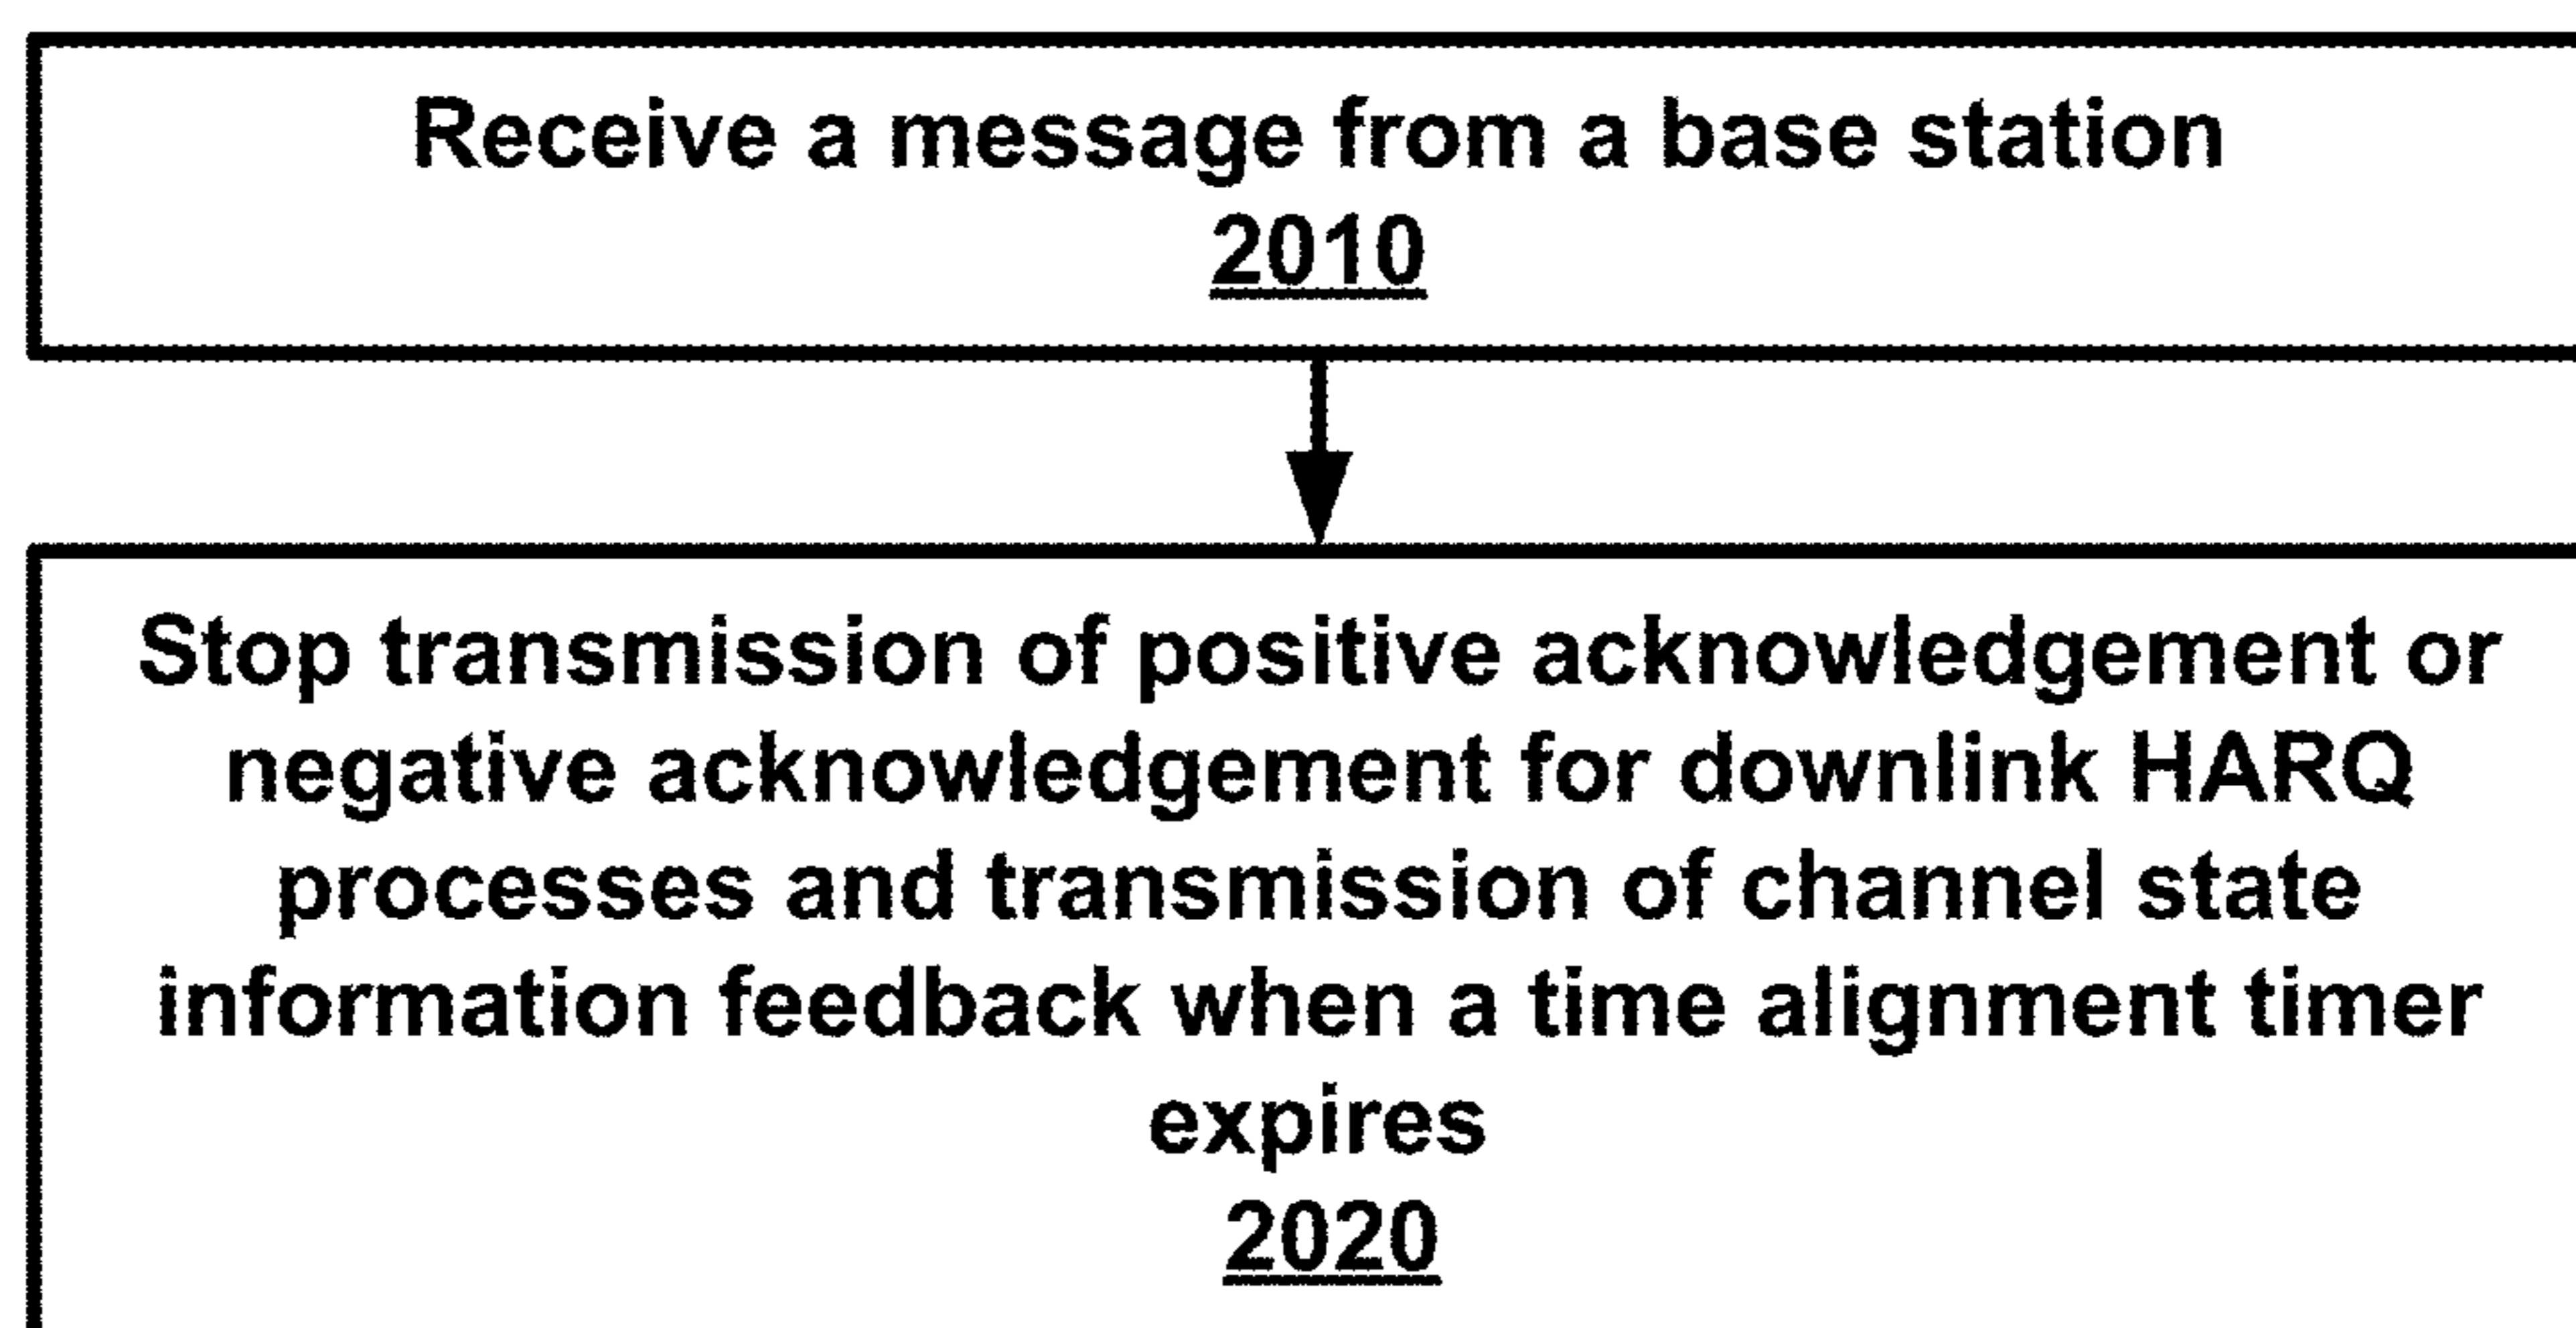 Receive a message from a base station
2010
Stop transmission of positive acknowledgement or
negative acknowledgement for downlink HARQ
processes and transmission of channel state
information feedback when a time alignment timer
expires
2020